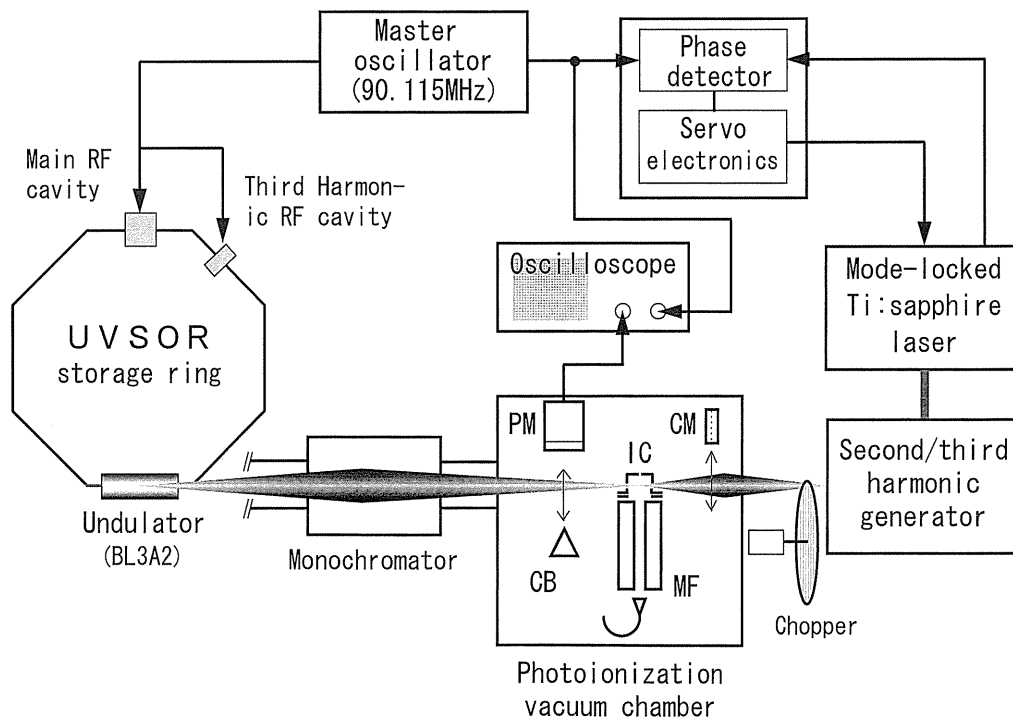 Master
oscillator
(90.115MHz)
Phase
detector
Servo
electronics
Main RF
cavity
Third Harmon-
ic RF cavity
Oscilloscope
Mode-locked
Ti:sapphire
laser
UVSOR
storage ring
PM
CM
IC
Second/third
harmonic
generator
Undulator
(BL3A2)
Monochromator
CB
MF
Chopper
Photoionization
vacuum chamber